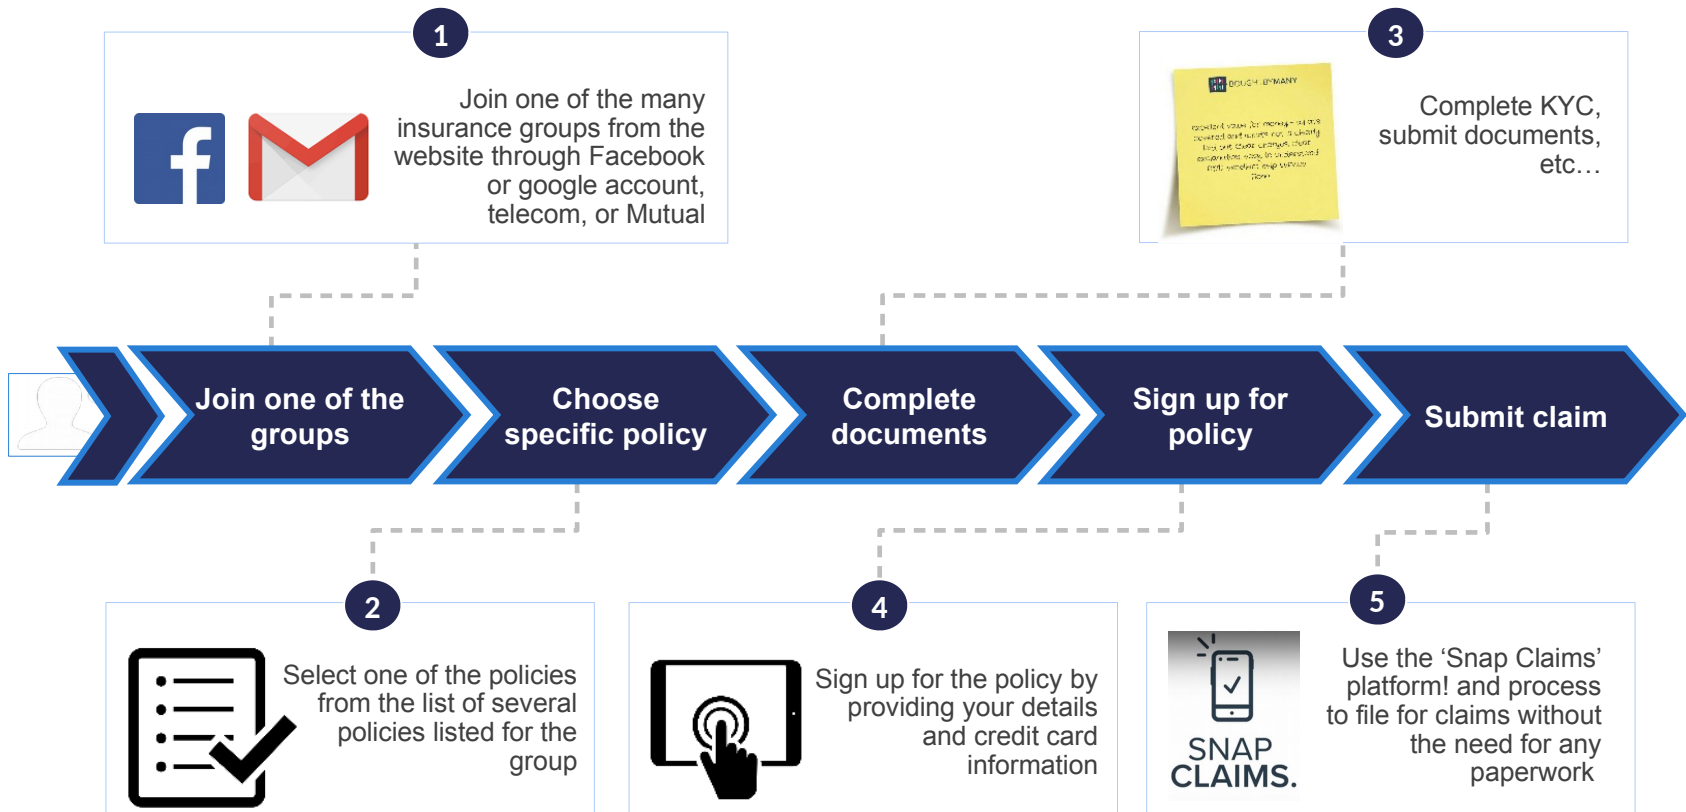 1
Join one of the many
insurance groups from the
website through Facebook
or google account,
telecom, or Mutual
3
Complete KYC,
submit documents,
etc…
Join one of the
groups
Choose
specific policy
Complete
documents
Sign up for
policy
Submit claim
2
Select one of the policies
from the list of several
policies listed for the
group
4
Sign up for the policy by
providing your details
and credit card
information
5
SNAP
CLAIMS.
Use the ‘Snap Claims’
platform! and process
to file for claims without
the need for any
paperwork